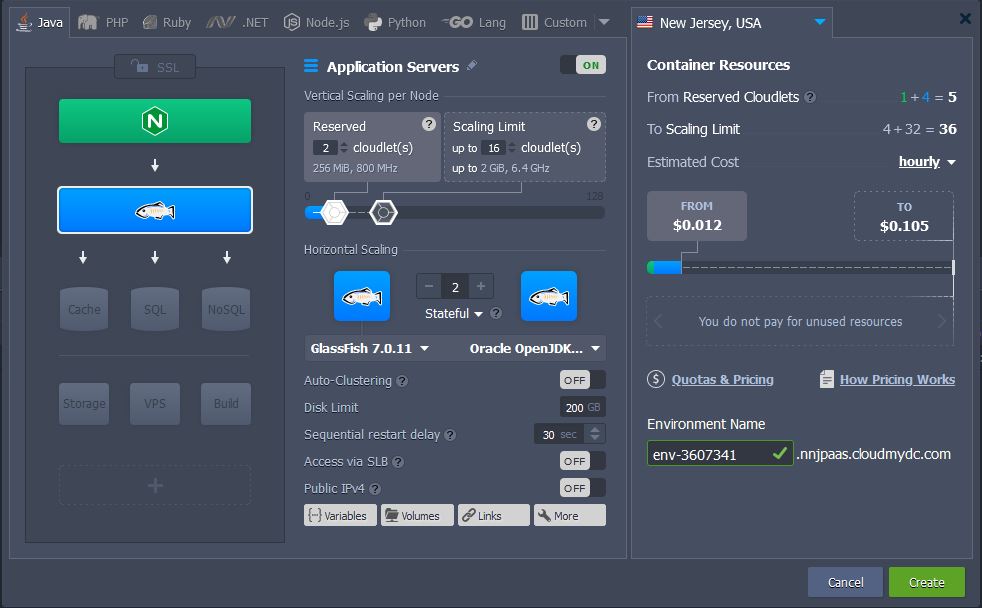 Java
PHP
Ruby
.NET
Node.js
Python
GO Lang
Custom
New Jersey, USA
SSL
N
Cache
SQL
NoSQL
Storage
VPS
Build
Application Servers
ON
Vertical Scaling per Node
Reserved ?
2 cloudlet(s)
256 MiB, 800 MHz
Scaling Limit ?
up to 16 cloudlet(s)
up to 2 GiB, 6.4 GHz
0 128
Horizontal Scaling
− 2 +
Stateful ?
GlassFish 7.0.11
Oracle OpenJDK...
Auto-Clustering ? OFF
Disk Limit 200 GB
Sequential restart delay ? 30 sec
Access via SLB ? OFF
Public IPv4 ? OFF
Variables
Volumes
Links
More
Container Resources
From Reserved Cloudlets ? 1 + 4 = 5
To Scaling Limit 4 + 32 = 36
Estimated Cost hourly
FROM
$0.012
TO
$0.105
You do not pay for unused resources
$ Quotas & Pricing
How Pricing Works
Environment Name
env-3607341 .nnjpaas.cloudmydc.com
Cancel
Create